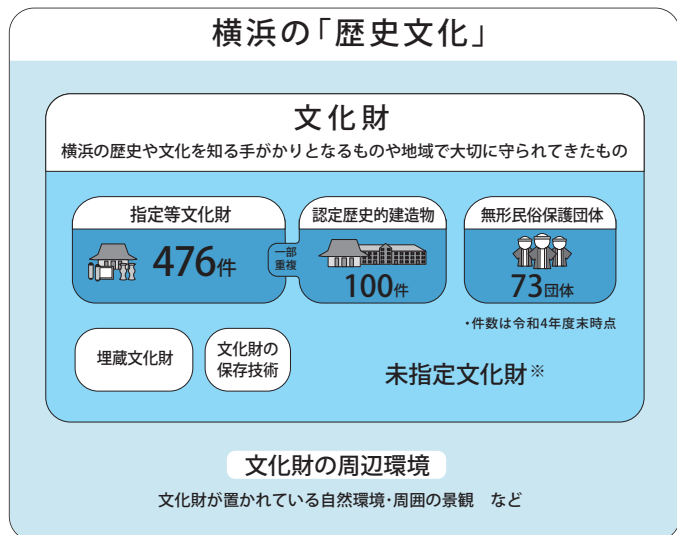 横浜の「歴史文化」
文化財
横浜の歴史や文化を知る手がかりとなるものや地域で大切に守られてきたもの
指定等文化財
476件
一部
重複
認定歴史的建造物
100件
無形民俗保護団体
73団体
・件数は令和4年度末時点
埋蔵文化財
文化財の
保存技術
未指定文化財※
文化財の周辺環境
文化財が置かれている自然環境・周囲の景観　など